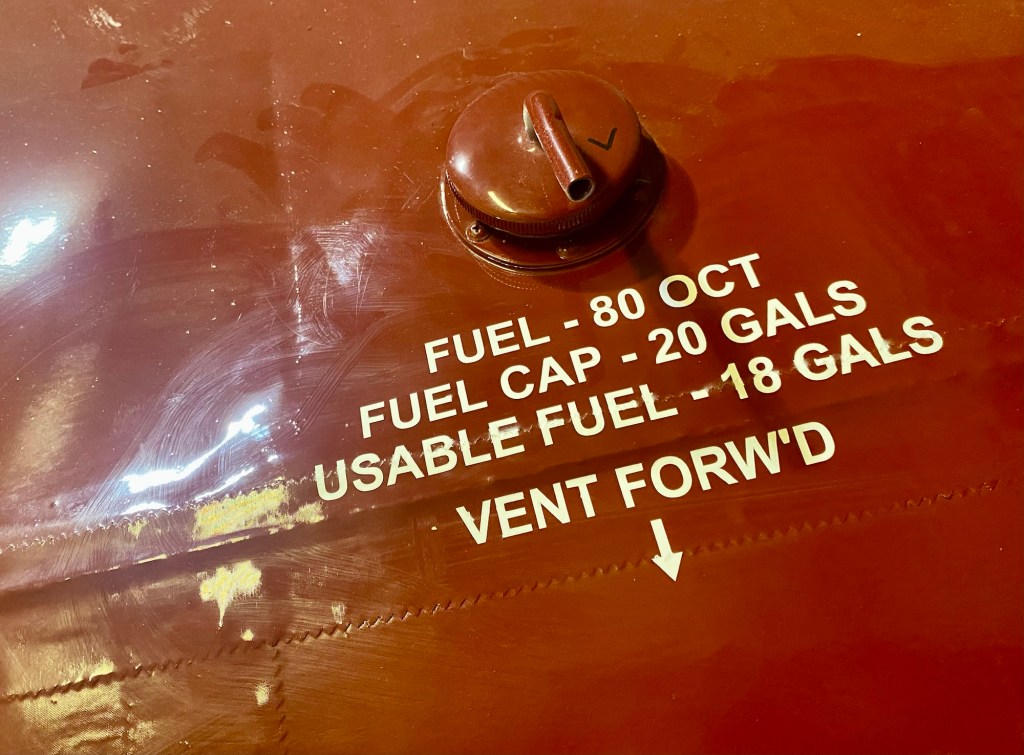 FUEL - 80 OCT
FUEL CAP - 20 GALS
USABLE FUEL - 18 GALS
VENT FORW'D